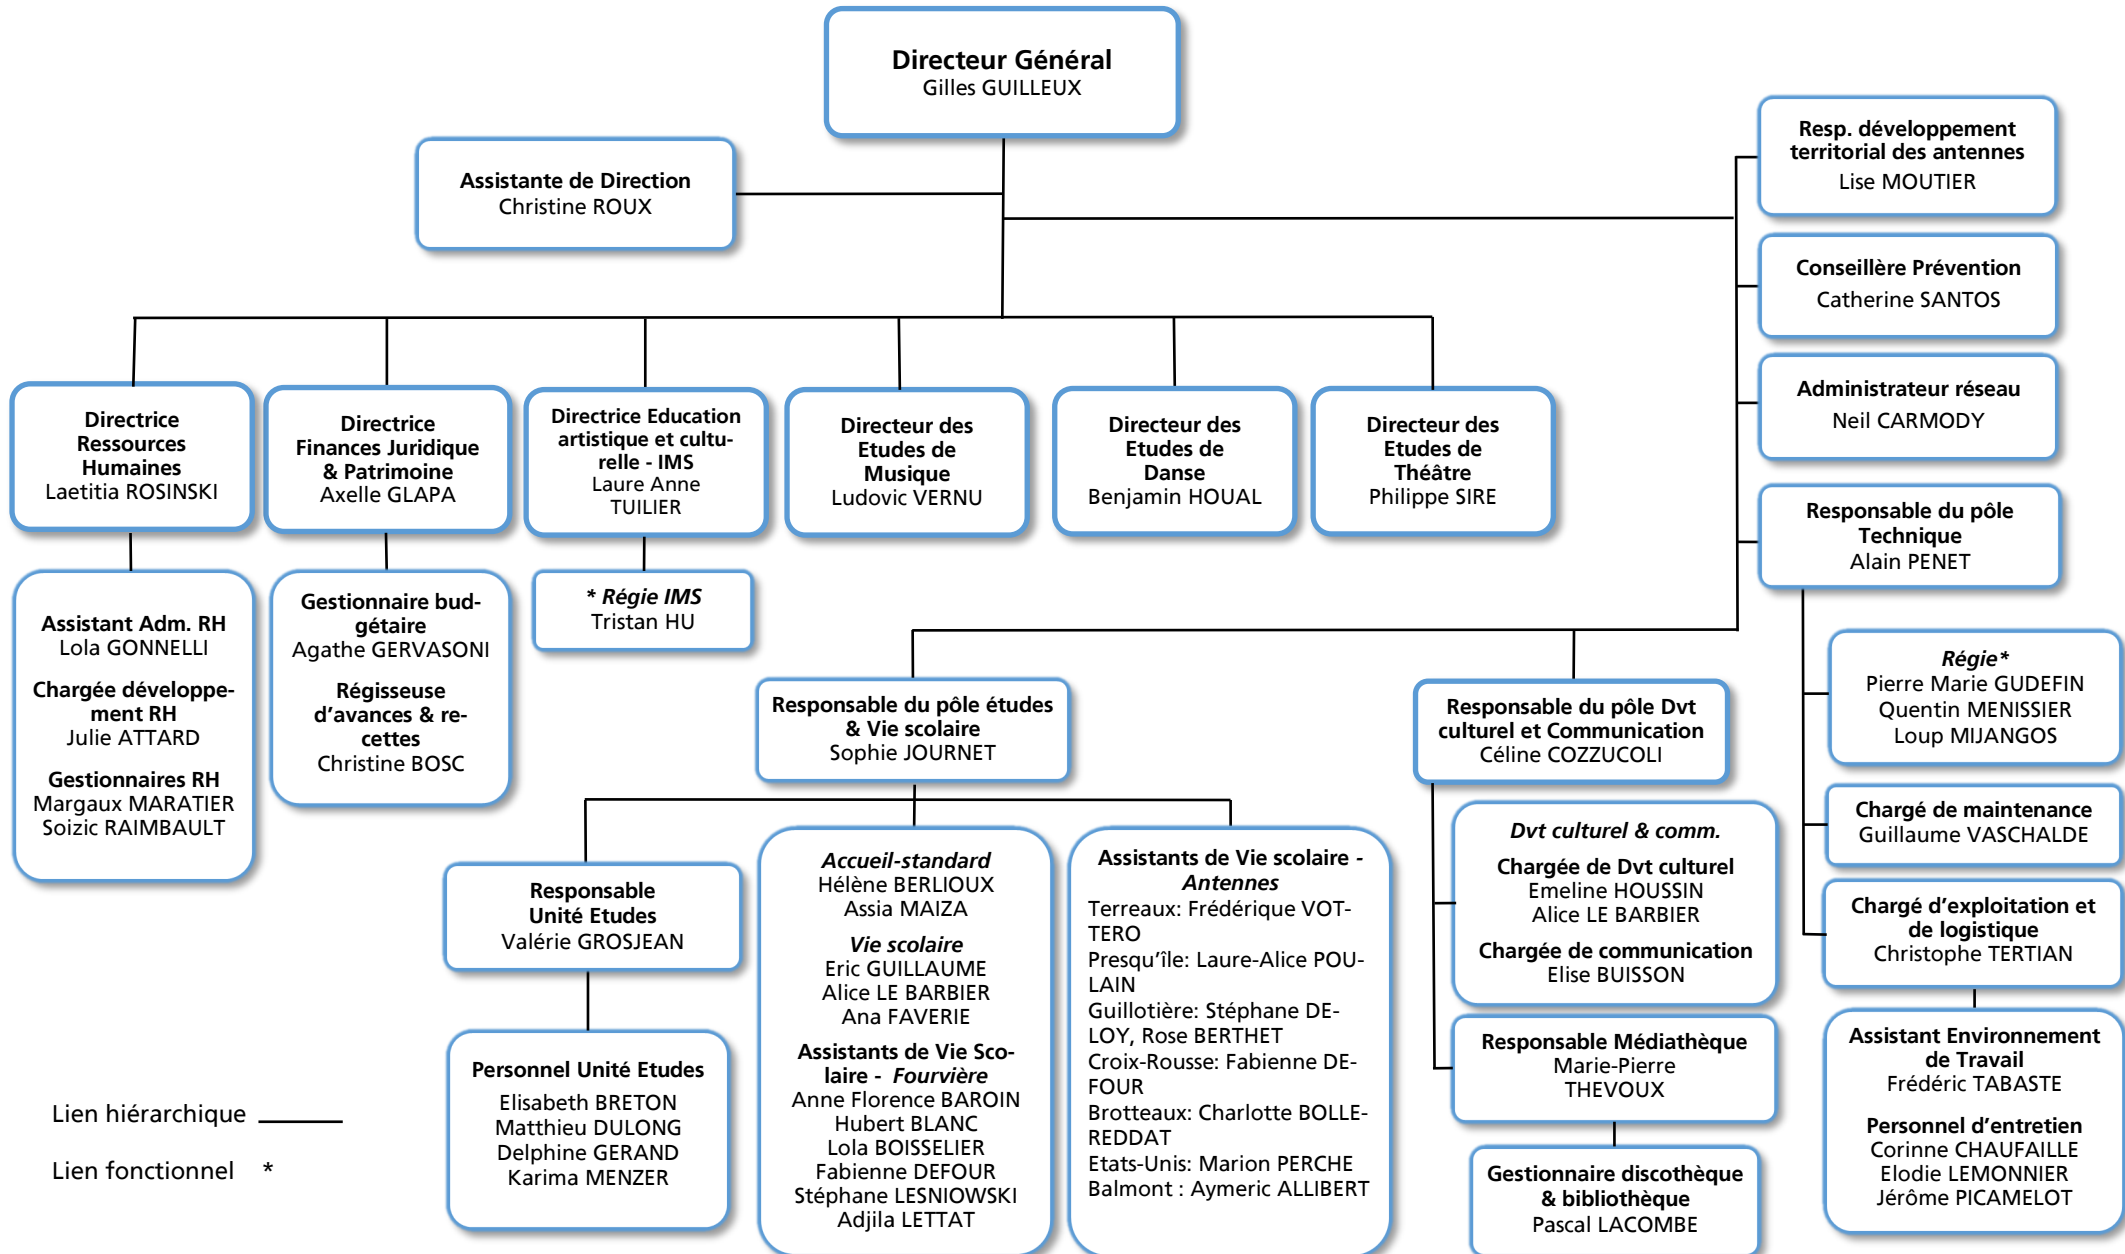 Directeur Général
Gilles GUILLEUX
Assistante de Direction
Christine ROUX
Resp. développement
territorial des antennes
Lise MOUTIER
Conseillère Prévention
Catherine SANTOS
Administrateur réseau
Neil CARMODY
Responsable du pôle
Technique
Alain PENET
Directrice
Ressources
Humaines
Laetitia ROSINSKI
Directrice
Finances Juridique
& Patrimoine
Axelle GLAPA
Directrice Education
artistique et cultu-
relle - IMS
Laure Anne
TUILIER
Directeur des
Etudes de
Musique
Ludovic VERNU
Directeur des
Etudes de
Danse
Benjamin HOUAL
Directeur des
Etudes de
Théâtre
Philippe SIRE
Assistant Adm. RH
Lola GONNELLI
Chargée développe-
ment RH
Julie ATTARD
Gestionnaires RH
Margaux MARATIER
Soizic RAIMBAULT
Gestionnaire bud-
gétaire
Agathe GERVASONI
Régisseuse
d’avances & re-
cettes
Christine BOSC
* Régie IMS
Tristan HU
Responsable du pôle études
& Vie scolaire
Sophie JOURNET
Responsable du pôle Dvt
culturel et Communication
Céline COZZUCOLI
Régie*
Pierre Marie GUDEFIN
Quentin MENISSIER
Loup MIJANGOS
Chargé de maintenance
Guillaume VASCHALDE
Chargé d’exploitation et
de logistique
Christophe TERTIAN
Assistant Environnement
de Travail
Frédéric TABASTE
Personnel d’entretien
Corinne CHAUFAILLE
Elodie LEMONNIER
Jérôme PICAMELOT
Responsable
Unité Etudes
Valérie GROSJEAN
Personnel Unité Etudes
Elisabeth BRETON
Matthieu DULONG
Delphine GERAND
Karima MENZER
Accueil-standard
Hélène BERLIOUX
Assia MAIZA
Vie scolaire
Eric GUILLAUME
Alice LE BARBIER
Ana FAVERIE
Assistants de Vie Sco-
laire - Fourvière
Anne Florence BAROIN
Hubert BLANC
Lola BOISSELIER
Fabienne DEFOUR
Stéphane LESNIOWSKI
Adjila LETTAT
Assistants de Vie scolaire -
Antennes
Terreaux: Frédérique VOT-
TERO
Presqu’île: Laure-Alice POU-
LAIN
Guillotière: Stéphane DE-
LOY, Rose BERTHET
Croix-Rousse: Fabienne DE-
FOUR
Brotteaux: Charlotte BOLLE-
REDDAT
Etats-Unis: Marion PERCHE
Balmont : Aymeric ALLIBERT
Dvt culturel & comm.
Chargée de Dvt culturel
Emeline HOUSSIN
Alice LE BARBIER
Chargée de communication
Elise BUISSON
Responsable Médiathèque
Marie-Pierre
THEVOUX
Gestionnaire discothèque
& bibliothèque
Pascal LACOMBE
Lien hiérarchique
Lien fonctionnel *